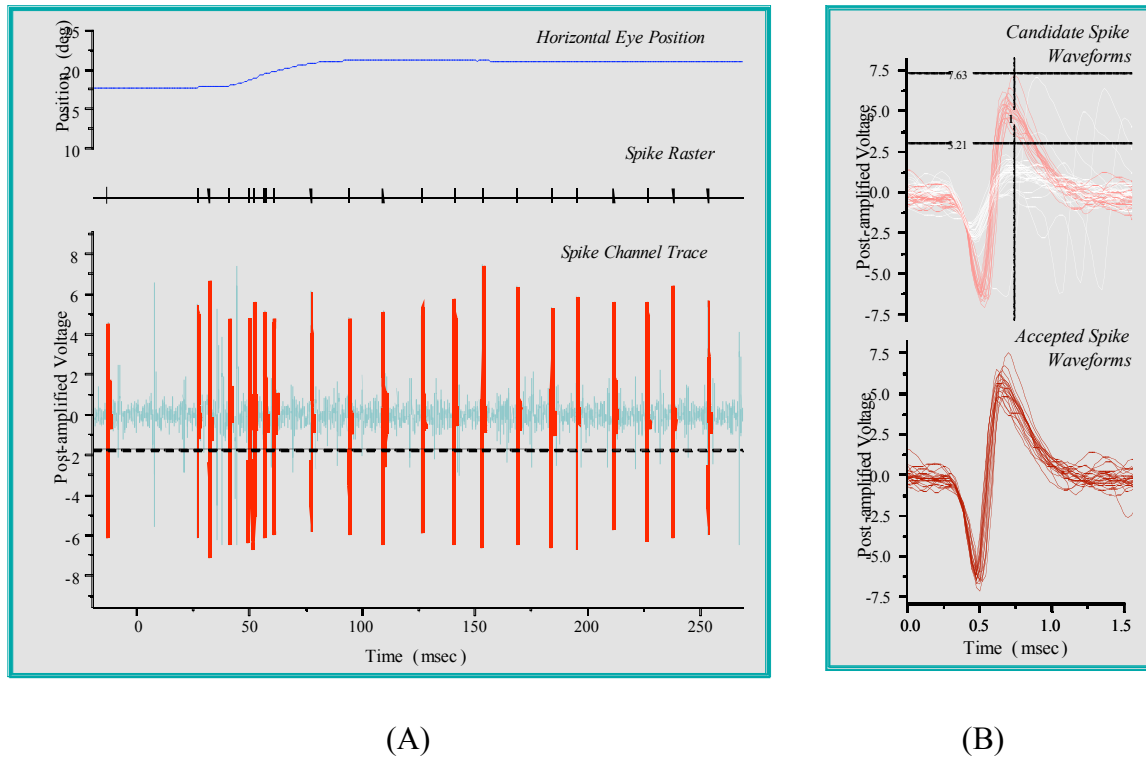 Horizontal Eye Position
Position (deg)
25
20
15
10
Spike Raster
Spike Channel Trace
Post-amplified Voltage
8
6
4
2
0
-2
-4
-6
-8
0
50
100
150
200
250
Time (msec)
(A)
Candidate Spike
Waveforms
Post-amplified Voltage
7.5
5.0
2.5
0.0
-2.5
-5.0
-7.5
7.63
1
Accepted Spike
Waveforms
Post-amplified Voltage
7.5
5.0
2.5
0.0
-2.5
-5.0
-7.5
0.0
0.5
1.0
1.5
Time (msec)
(B)